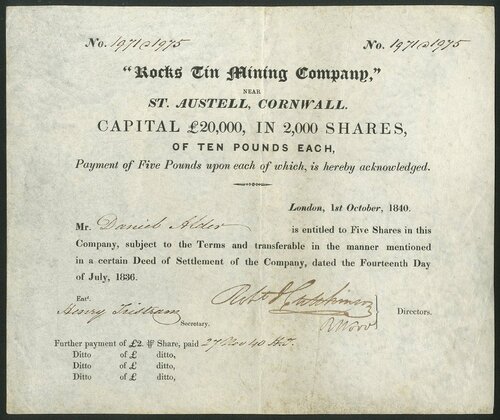 No. 1971@1975 No. 1971@1975
"Rocks Tin Mining Company,"
NEAR
ST. AUSTELL, CORNWALL.
CAPITAL £20,000, IN 2,000 SHARES,
OF TEN POUNDS EACH,
Payment of Five Pounds upon each of which, is hereby acknowledged.
London, 1st October, 1840.
Mr. Daniel Alder is entitled to Five Shares in this
Company, subject to the Terms and transferable in the manner mentioned
in a certain Deed of Settlement of the Company, dated the Fourteenth Day
of July, 1836.
Entd.
Henry Tristram Robt Hutchinson
Secretary. Directors.
Further payment of £2. ⅌ Share, paid 27 Nov 40
Ditto of £ ditto,
Ditto of £ ditto,
Ditto of £ ditto,